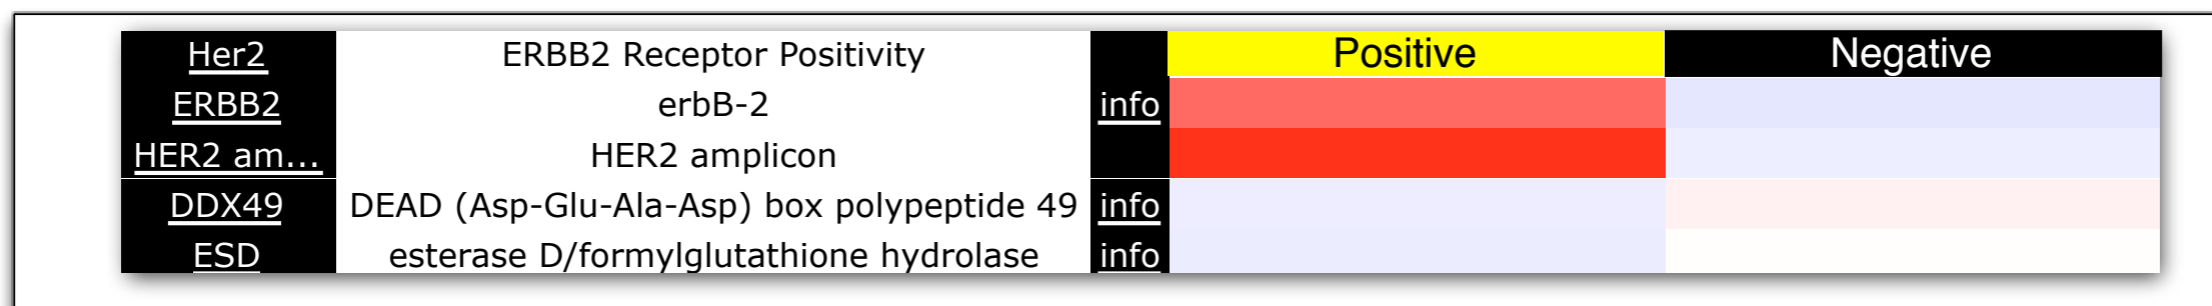 Her2 ERBB2 Receptor Positivity Positive Negative
ERBB2 erbB-2 info
HER2 am... HER2 amplicon
DDX49 DEAD (Asp-Glu-Ala-Asp) box polypeptide 49 info
ESD esterase D/formylglutathione hydrolase info